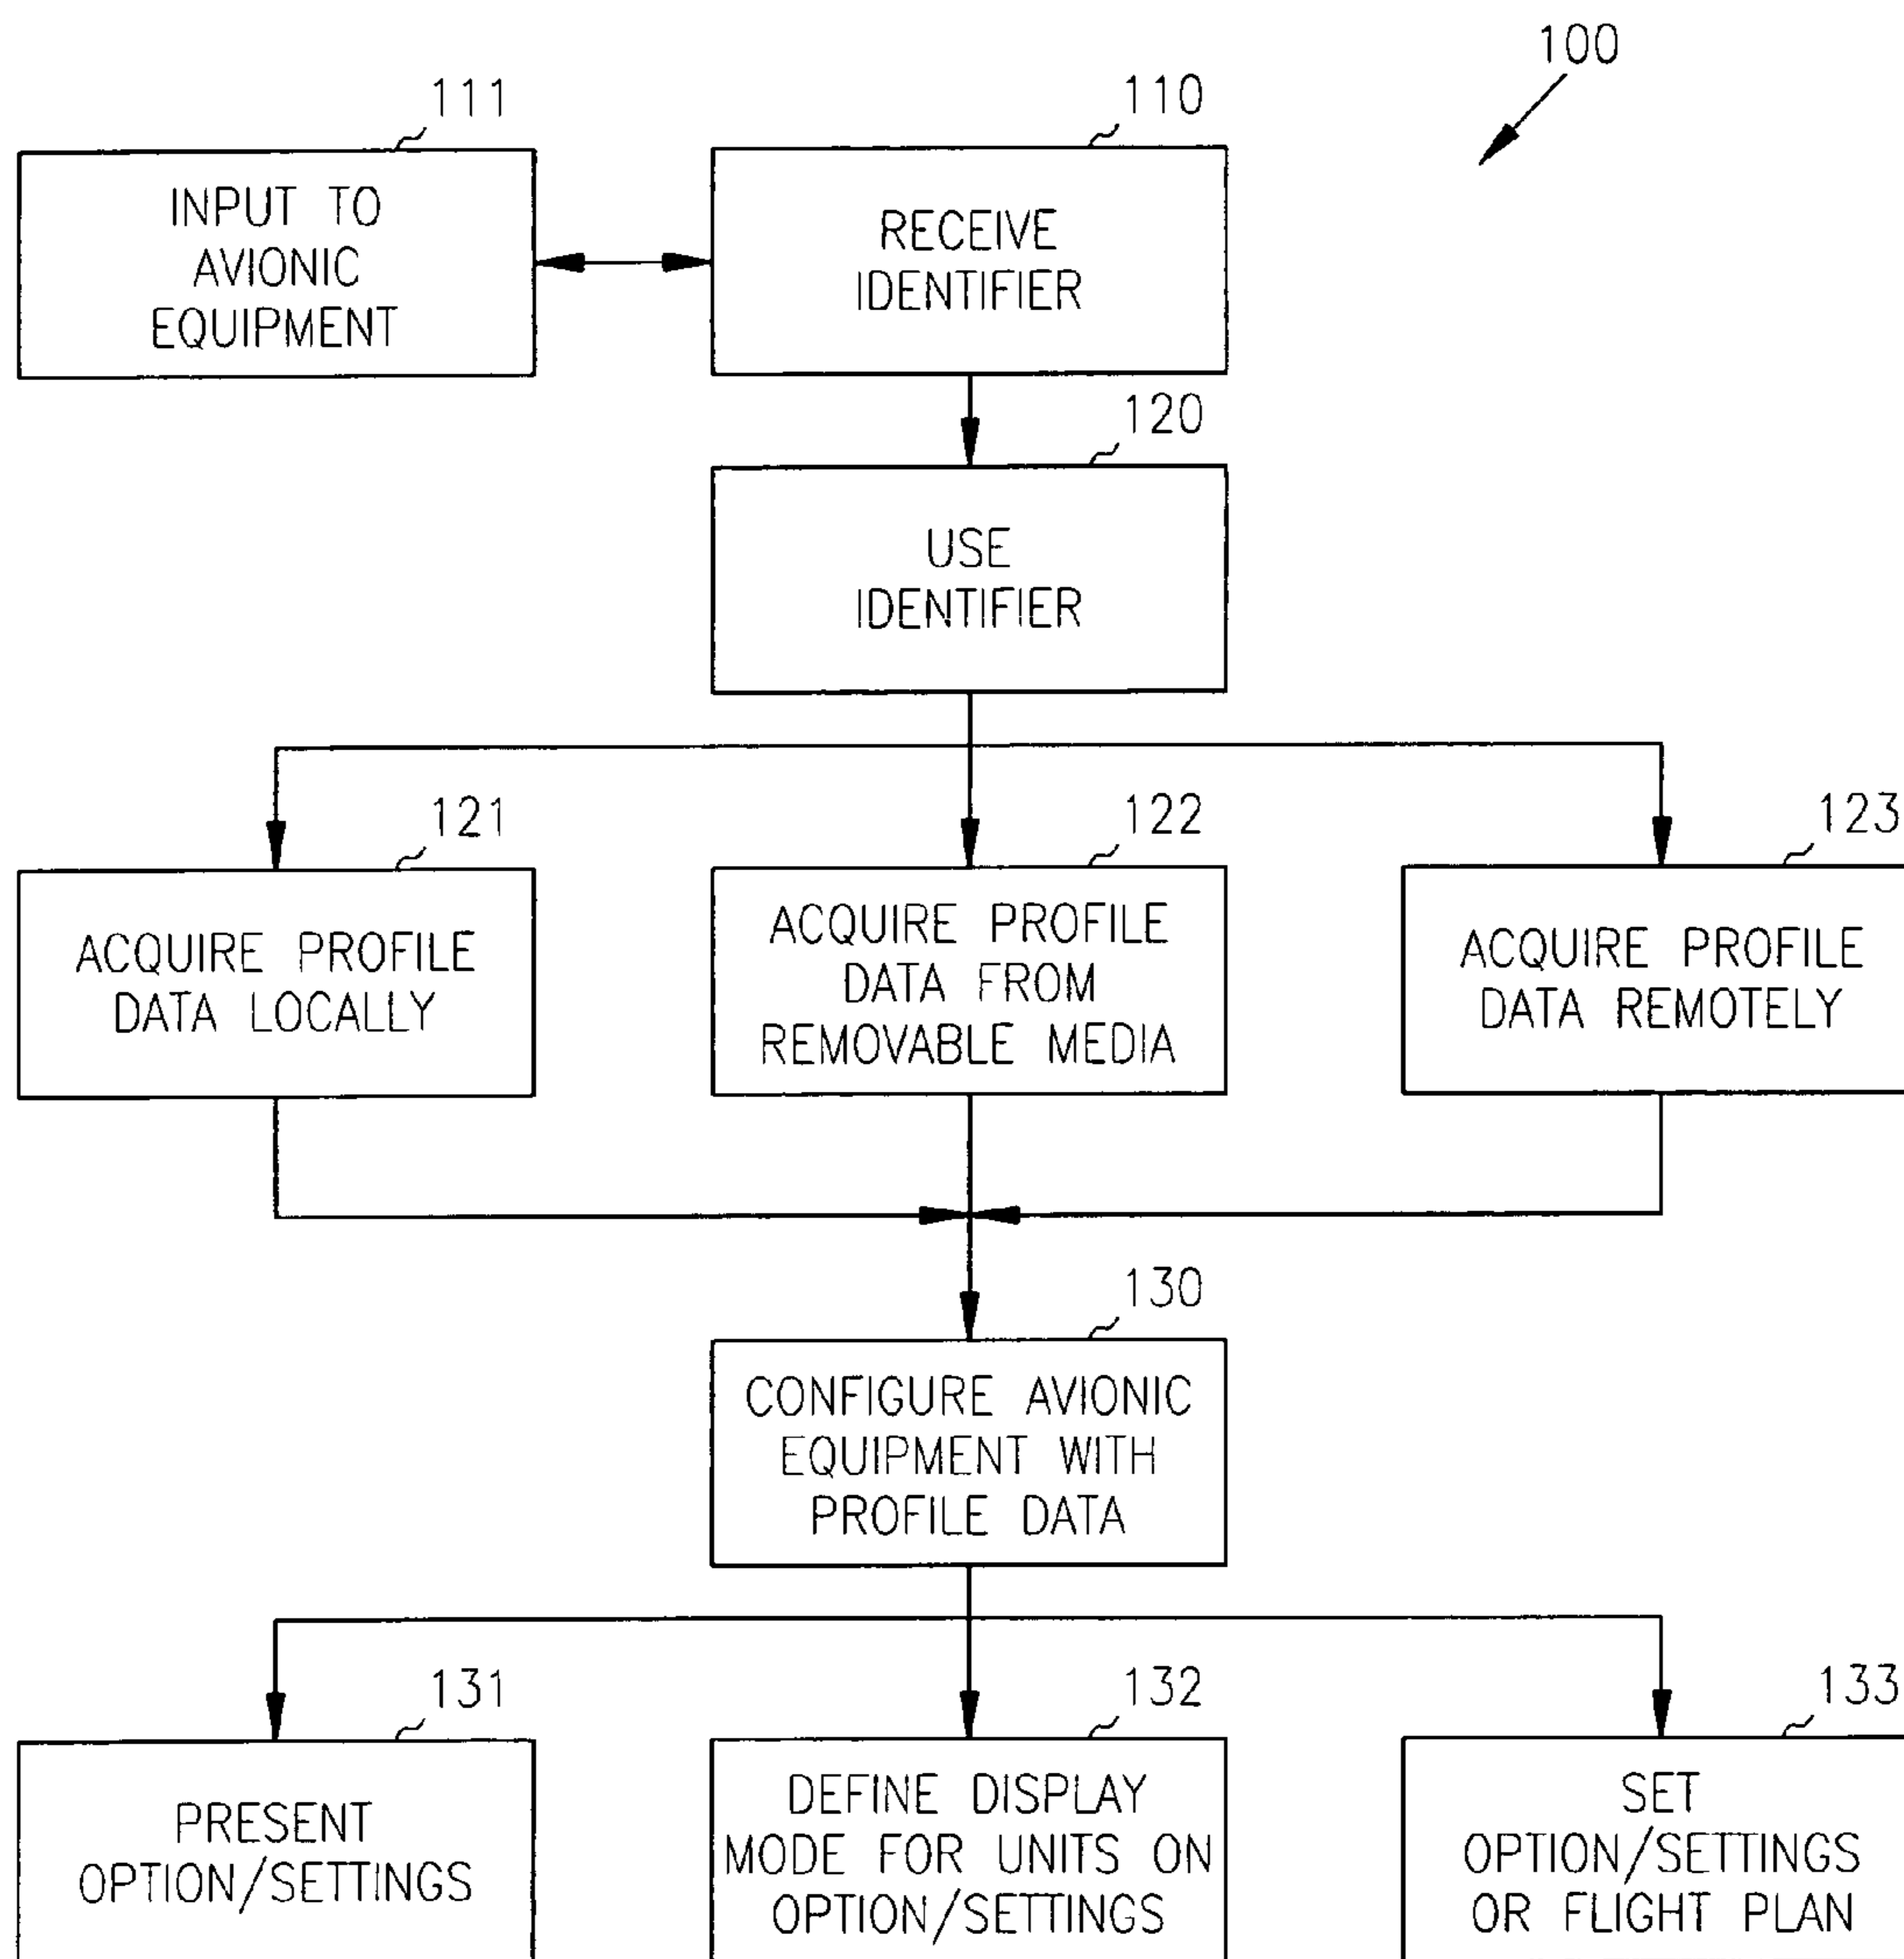 100
111
INPUT TO
AVIONIC
EQUIPMENT
110
RECEIVE
IDENTIFIER
120
USE
IDENTIFIER
121
ACQUIRE PROFILE
DATA LOCALLY
122
ACQUIRE PROFILE
DATA FROM
REMOVABLE MEDIA
123
ACQUIRE PROFILE
DATA REMOTELY
130
CONFIGURE AVIONIC
EQUIPMENT WITH
PROFILE DATA
131
PRESENT
OPTION/SETTINGS
132
DEFINE DISPLAY
MODE FOR UNITS ON
OPTION/SETTINGS
133
SET
OPTION/SETTINGS
OR FLIGHT PLAN